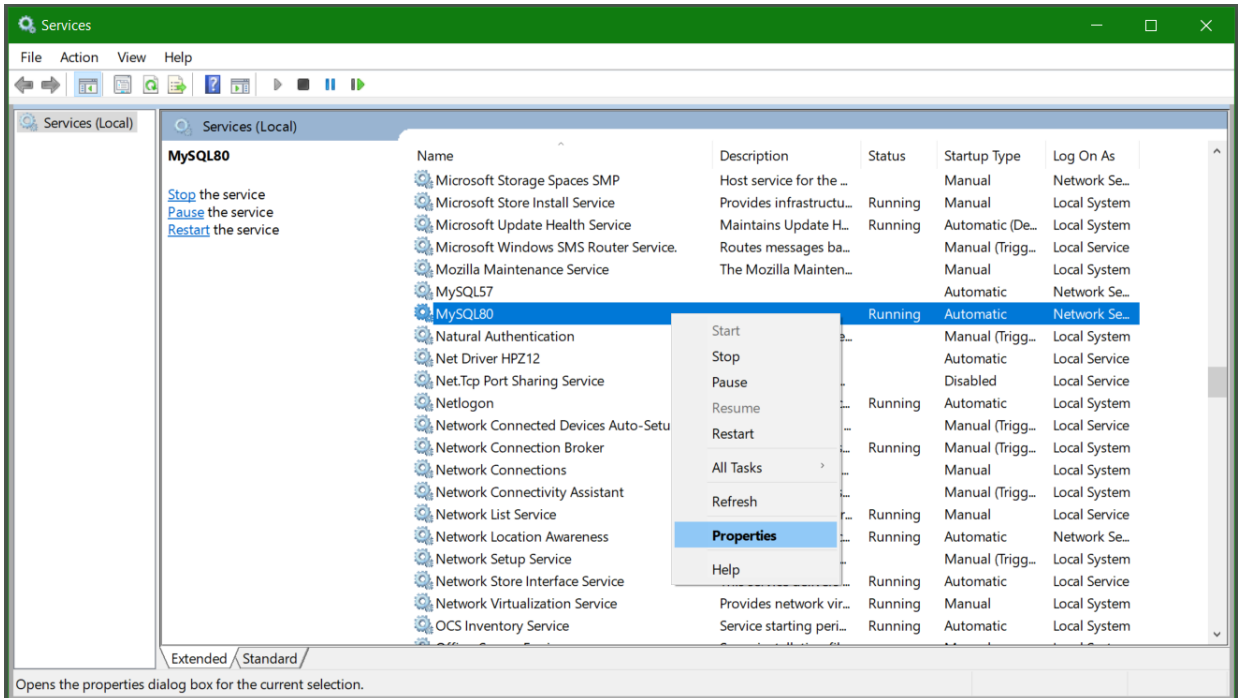 Services
File Action View Help
Services (Local)
Services (Local)
MySQL80
Stop the service
Pause the service
Restart the service
Name Description Status Startup Type Log On As
Microsoft Storage Spaces SMP Host service for the ... Manual Network Se...
Microsoft Store Install Service Provides infrastructu... Running Manual Local System
Microsoft Update Health Service Maintains Update H... Running Automatic (De... Local System
Microsoft Windows SMS Router Service. Routes messages ba... Manual (Trigg... Local Service
Mozilla Maintenance Service The Mozilla Mainten... Manual Local System
MySQL57 Automatic Network Se...
MySQL80 Running Automatic Network Se...
Natural Authentication e... Manual (Trigg... Local System
Net Driver HPZ12 Automatic Local Service
Net.Tcp Port Sharing Service Disabled Local Service
Netlogon Running Automatic Local System
Network Connected Devices Auto-Setu ... Manual (Trigg... Local Service
Network Connection Broker Running Manual (Trigg... Local System
Network Connections Manual Local System
Network Connectivity Assistant Manual (Trigg... Local System
Network List Service Running Manual Local Service
Network Location Awareness Running Automatic Network Se...
Network Setup Service Manual (Trigg... Local System
Network Store Interface Service Running Automatic Local Service
Network Virtualization Service Provides network vir... Running Manual Local System
OCS Inventory Service Service starting peri... Running Automatic Local System
Start
Stop
Pause
Resume
Restart
All Tasks
Refresh
Properties
Help
Extended Standard
Opens the properties dialog box for the current selection.